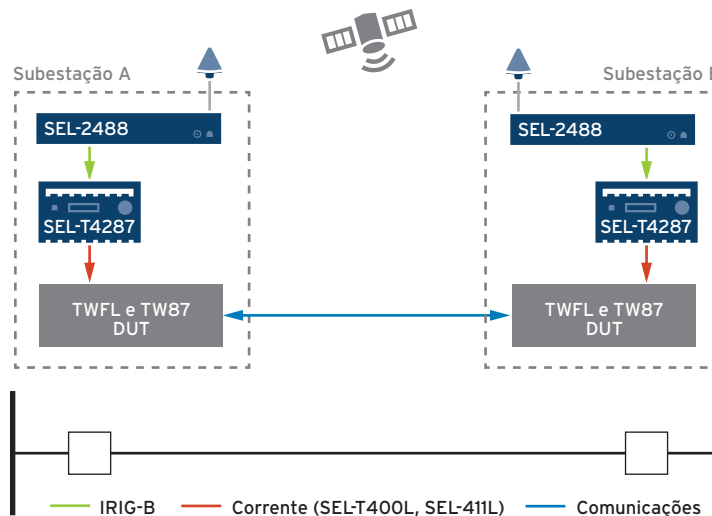 Subestação A
Subestação B
SEL-2488
SEL-2488
SEL-T4287
SEL-T4287
TWFL e TW87
DUT
TWFL e TW87
DUT
IRIG-B
Corrente (SEL-T400L, SEL-411L)
Comunicações